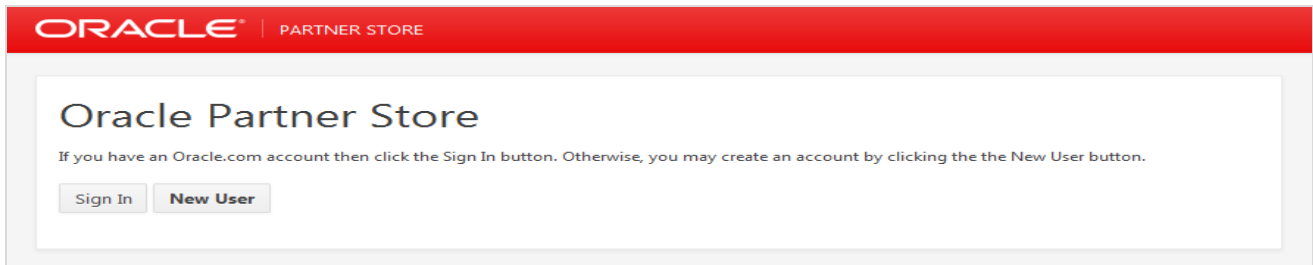 ORACLE® | PARTNER STORE
Oracle Partner Store
If you have an Oracle.com account then click the Sign In button. Otherwise, you may create an account by clicking the the New User button.
Sign In New User